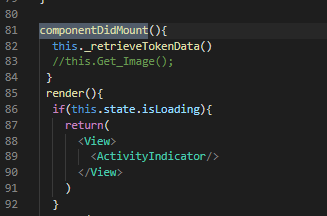 80
81 componentDidMount(){
82 this._retrieveTokenData()
83 //this.Get_Image();
84 }
85 render(){
86 if(this.state.isLoading){
87 return(
88 <View>
89 <ActivityIndicator/>
90 </View>
91 )
92 }